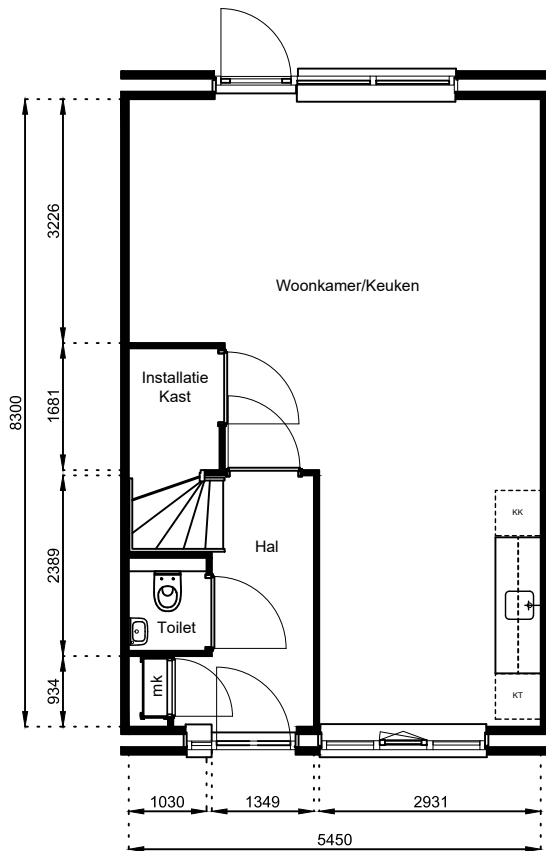 3226
Woonkamer/Keuken
8300
1681
Installatie
Kast
2389
KK
Hal
Toilet
934
mk
KT
1030
1349
2931
5450